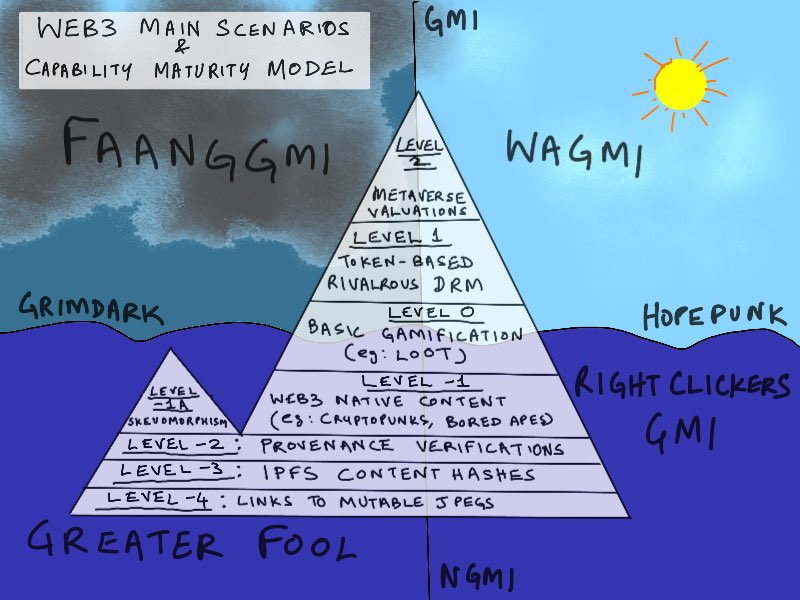 WEB3 MAIN SCENARIOS
&
CAPABILITY MATURITY MODEL
GMI
FAANGGMI
WAGMI
LEVEL
2
METAVERSE
VALUATIONS
LEVEL 1
TOKEN-BASED
RIVALROUS DRM
GRIMDARK
HOPEPUNK
LEVEL 0
BASIC GAMIFICATION
(eg: LOOT)
LEVEL -1
WEB3 NATIVE CONTENT
(eg: CRYPTOPUNKS, BORED APES)
RIGHT CLICKERS
GMI
LEVEL
-1A
SKEUOMORPHISM
LEVEL -2: PROVENANCE VERIFICATIONS
LEVEL -3: IPFS CONTENT HASHES
LEVEL -4: LINKS TO MUTABLE JPEGS
GREATER FOOL
NGMI